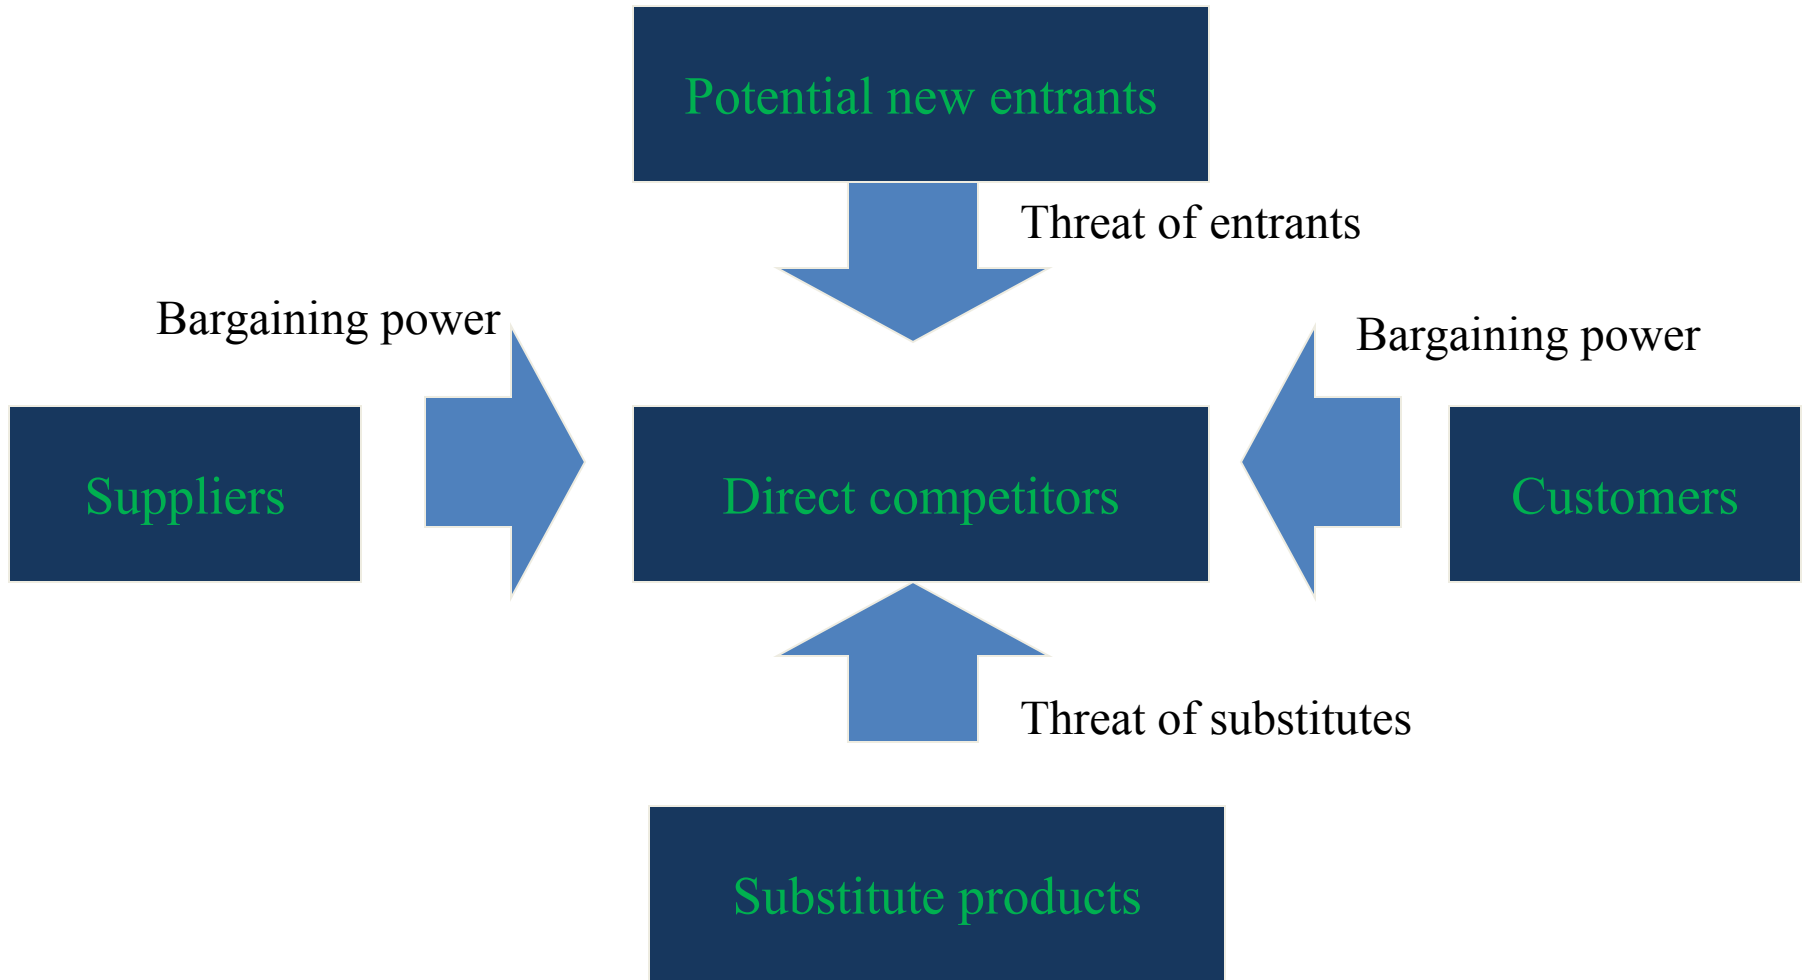 Potential new entrants
Threat of entrants
Bargaining power
Bargaining power
Suppliers
Direct competitors
Customers
Threat of substitutes
Substitute products